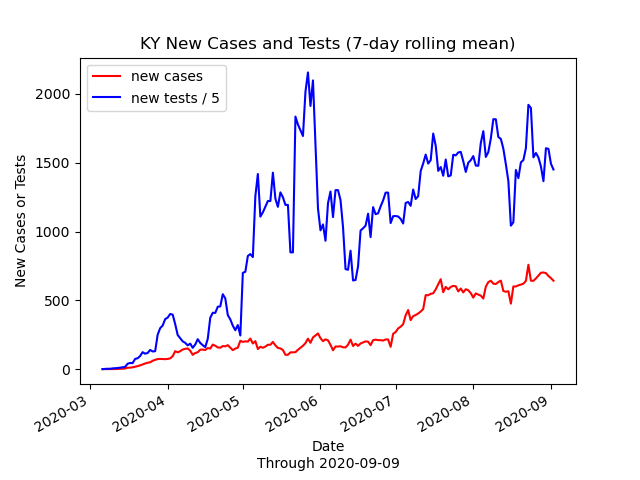 KY New Cases and Tests (7-day rolling mean)
new cases
new tests / 5
New Cases or Tests
2000
1500
1000
500
0
2020-03
2020-04
2020-05
2020-06
2020-07
2020-08
2020-09
Date
Through 2020-09-09